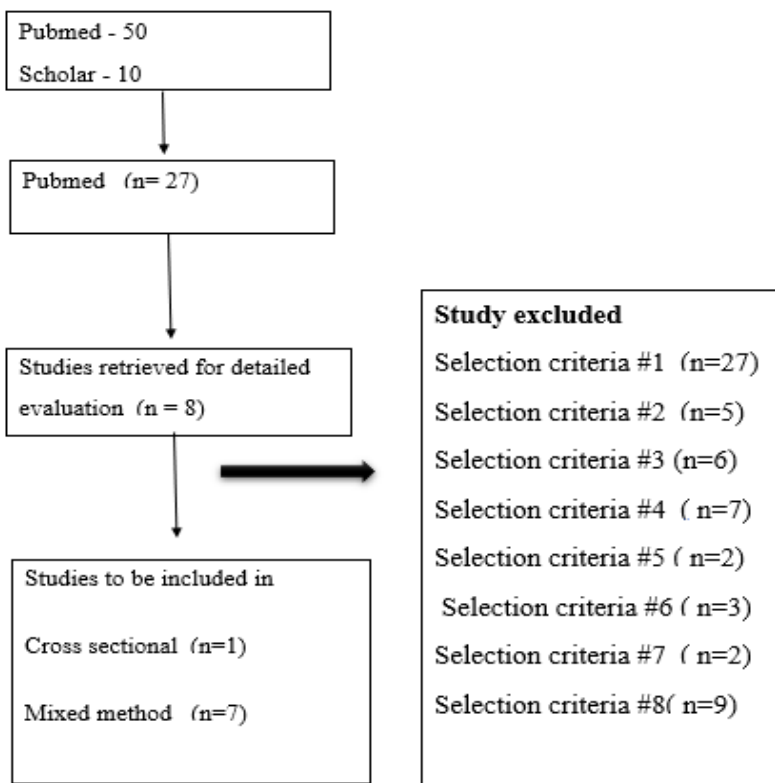 Pubmed - 50
Scholar - 10
Pubmed (n= 27)
Studies retrieved for detailed
evaluation (n = 8)
Studies to be included in
Cross sectional (n=1)
Mixed method (n=7)
Study excluded
Selection criteria #1 (n=27)
Selection criteria #2 (n=5)
Selection criteria #3 (n=6)
Selection criteria #4 ( n=7)
Selection criteria #5 ( n=2)
Selection criteria #6 ( n=3)
Selection criteria #7 ( n=2)
Selection criteria #8( n=9)